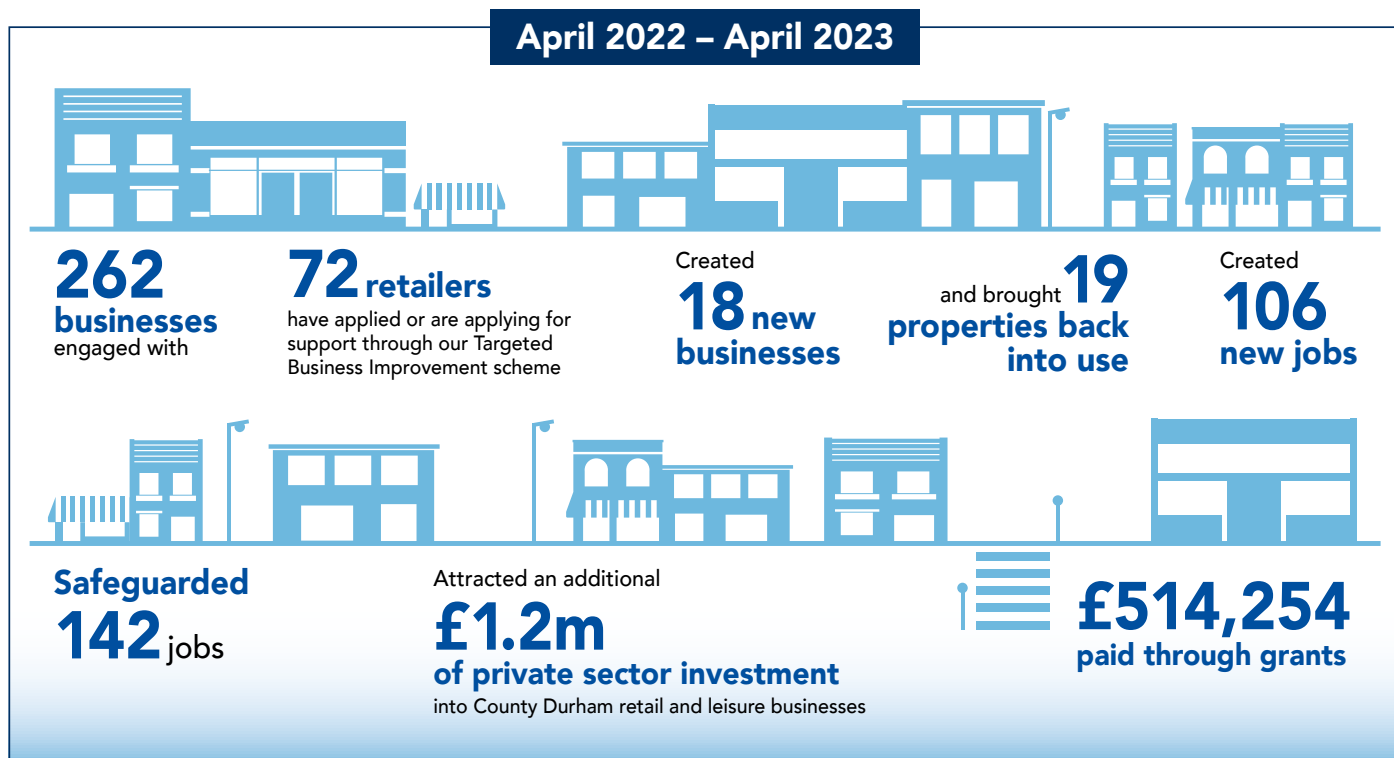 April 2022 – April 2023
262
businesses
engaged with
72 retailers
have applied or are applying for
support through our Targeted
Business Improvement scheme
Created
18 new
businesses
and brought 19
properties back
into use
Created
106
new jobs
Safeguarded
142 jobs
Attracted an additional
£1.2m
of private sector investment
into County Durham retail and leisure businesses
£514,254
paid through grants